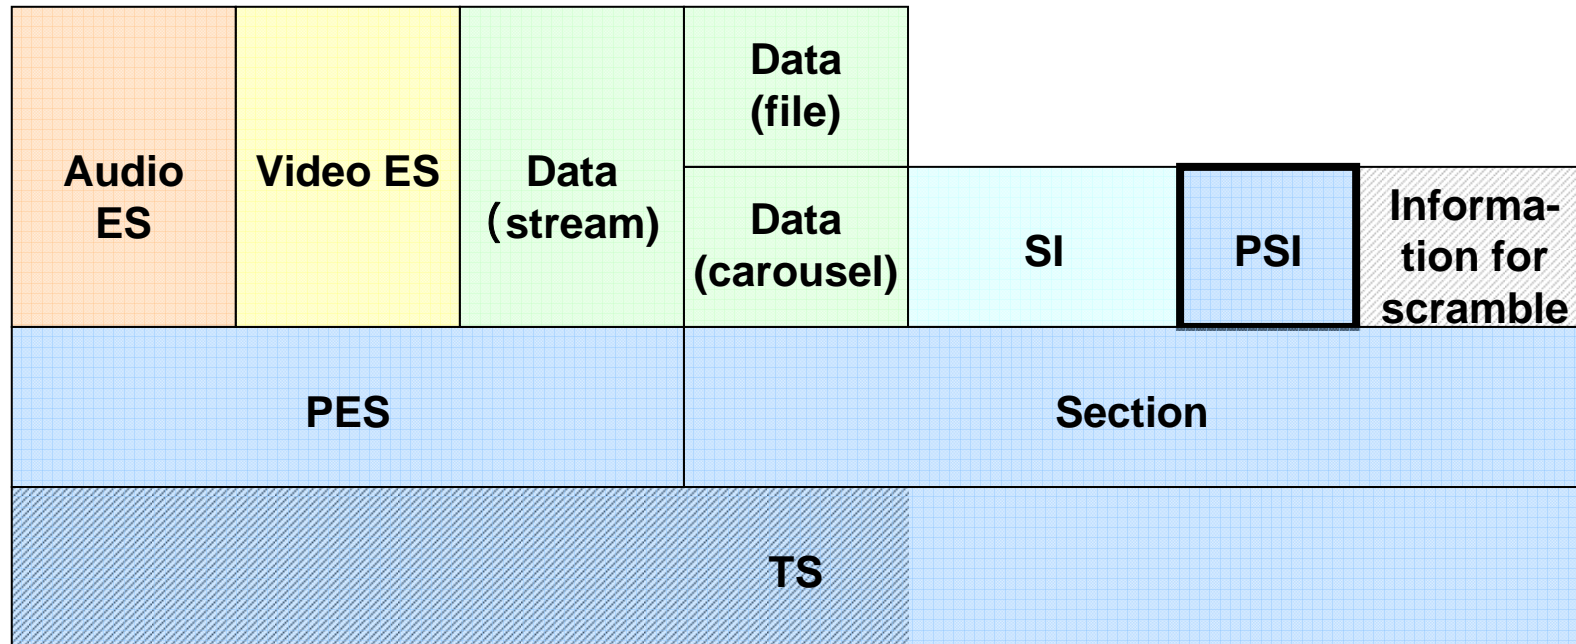 Audio
ES
Video ES
Data
（stream)
Data
(file)
Data
(carousel)
SI
PSI
Informa-
tion for
scramble
PES
Section
TS